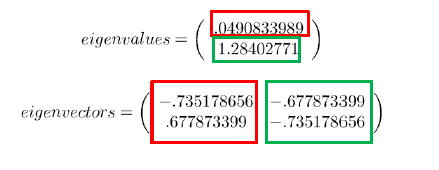 eigenvalues = ( .0490833989
1.28402771 )
eigenvectors = ( −.735178656 −.677873399
.677873399 −.735178656 )